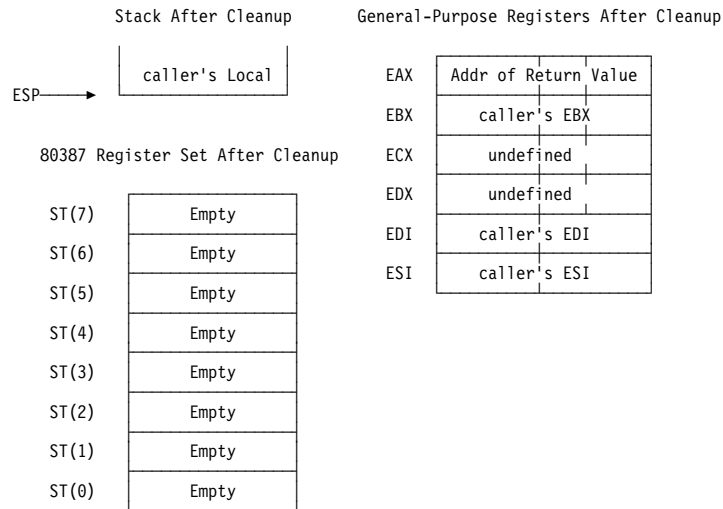 Stack After Cleanup
caller's Local
ESP
80387 Register Set After Cleanup
ST(7) Empty
ST(6) Empty
ST(5) Empty
ST(4) Empty
ST(3) Empty
ST(2) Empty
ST(1) Empty
ST(0) Empty
General-Purpose Registers After Cleanup
EAX Addr of Return Value
EBX caller's EBX
ECX undefined
EDX undefined
EDI caller's EDI
ESI caller's ESI